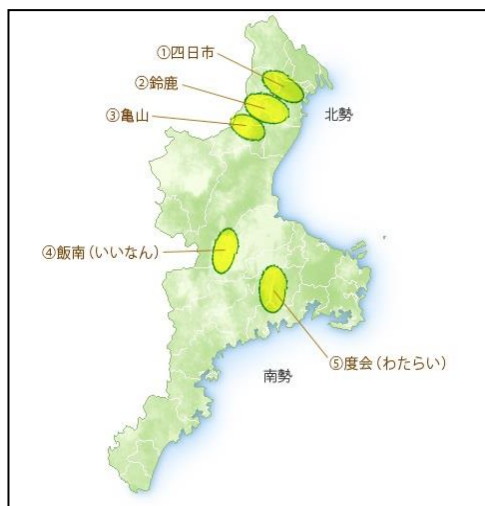 ①四日市
②鈴鹿
③亀山
北勢
④飯南(いいなん)
⑤度会(わたらい)
南勢